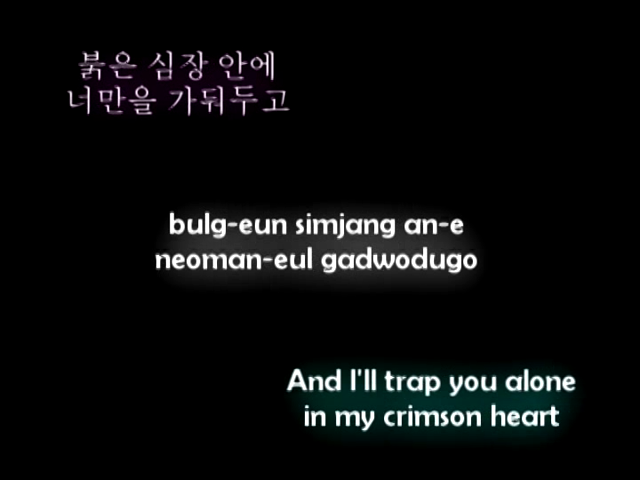 붉은 심장 안에
너만을 가둬두고
bulg-eun simjang an-e
neoman-eul gadwodugo
And I'll trap you alone
in my crimson heart